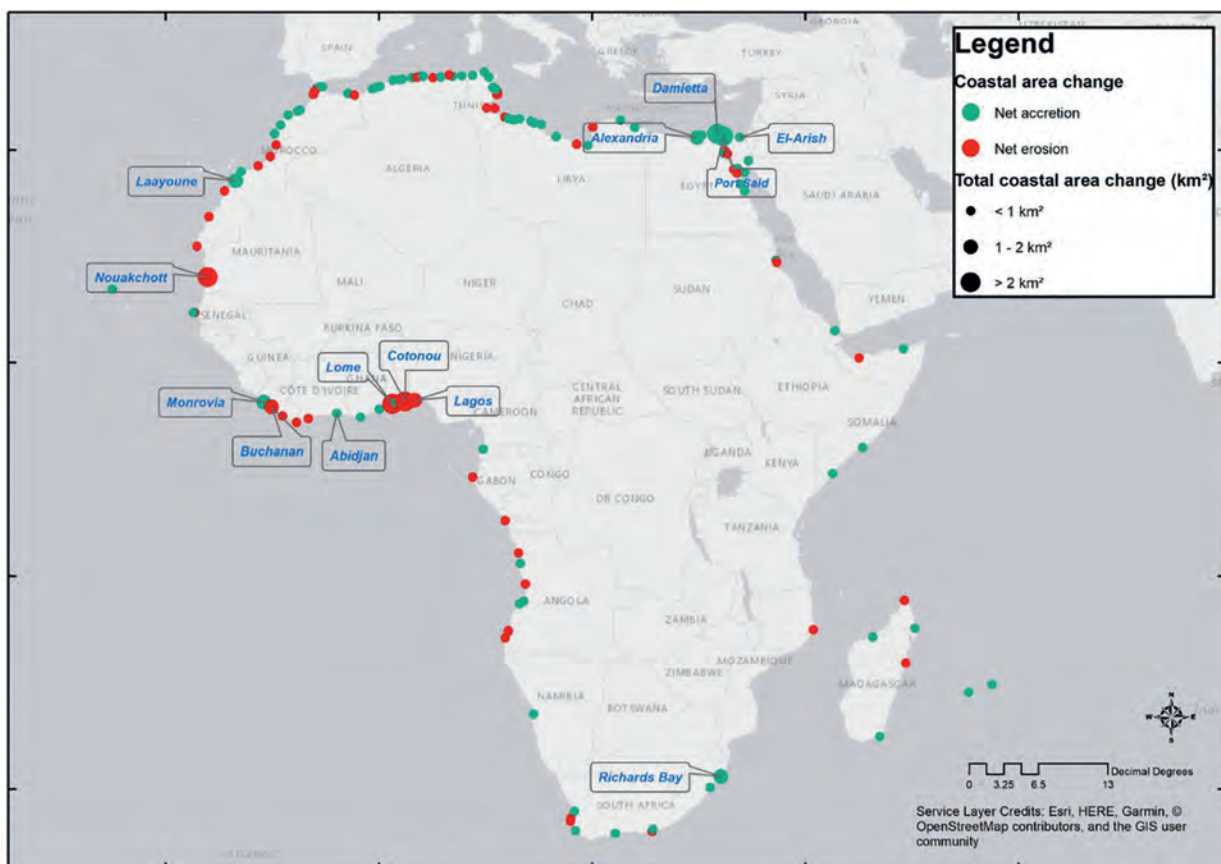 SPAIN
GREECE
TURKEY
GEORGIA
UZBEKISTAN
SYRIA
TUNIS
MOROCCO
ALGERIA
LIBYA
EGYPT
SAUDI ARABIA
Damietta
Alexandria
El-Arish
Port Said
Laayoune
Nouakchott
MAURITANIA
MALI
NIGER
CHAD
SUDAN
YEMEN
SENEGAL
BURKINA FASO
GUINEA
CÔTE D'IVOIRE
GHANA
NIGERIA
Lome
Cotonou
Lagos
Monrovia
Buchanan
Abidjan
CAMEROON
CENTRAL
AFRICAN
REPUBLIC
SOUTH SUDAN
ETHIOPIA
SOMALIA
UGANDA
KENYA
GABON
CONGO
DR CONGO
TANZANIA
ANGOLA
ZAMBIA
MOZAMBIQUE
ZIMBABWE
MADAGASCAR
NAMIBIA
BOTSWANA
Richards Bay
SOUTH AFRICA
Legend
Coastal area change
Net accretion
Net erosion
Total coastal area change (km²)
< 1 km²
1 - 2 km²
> 2 km²
N
W E
S
Decimal Degrees
0 3.25 6.5 13
Service Layer Credits: Esri, HERE, Garmin, ©
OpenStreetMap contributors, and the GIS user
community